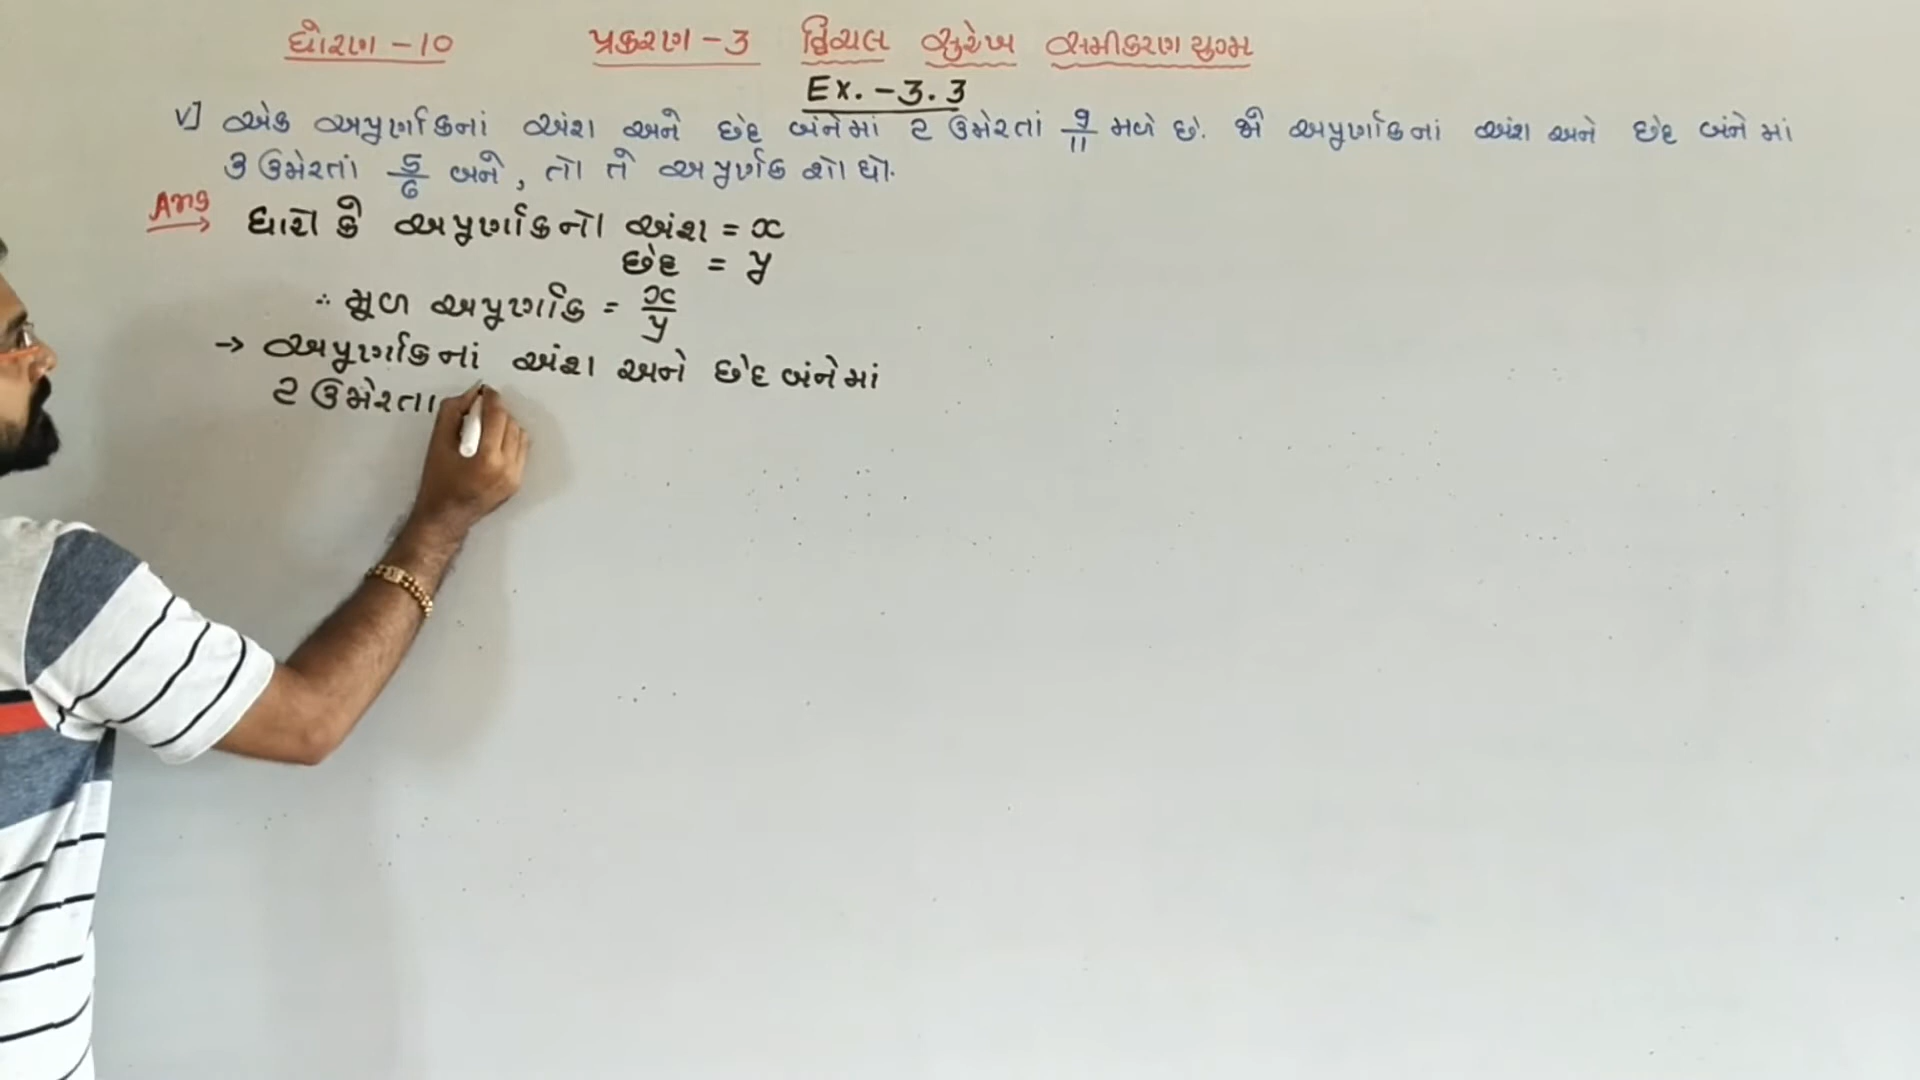 ધોરણ - 10 પ્રકરણ - 3 દ્વિચલ સુરેખ સમીકરણયુગ્મ
Ex. - 3.3
V] એક અપૂર્ણાંકનાં અંશ અને છેદ બંનેમાં 2 ઉમેરતાં 9/11 મળે છે. જો અપૂર્ણાંકનાં અંશ અને છેદ બંનેમાં
3 ઉમેરતાં 5/6 બને, તો તે અપૂર્ણાંક શોધો.
Ans ધારો કે અપૂર્ણાંકનો અંશ = x
છેદ = y
∴ મૂળ અપૂર્ણાંક = x/y
→ અપૂર્ણાંકનાં અંશ અને છેદ બંનેમાં
2 ઉમેરતા